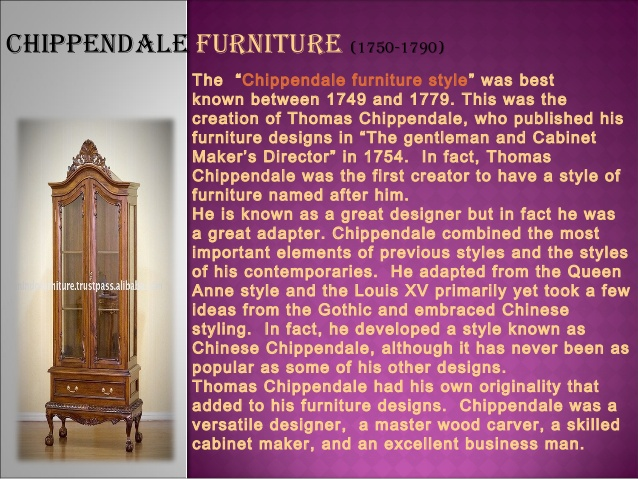 CHIPPENDALE FURNITURE (1750-1790)
The “Chippendale furniture style” was best
known between 1749 and 1779. This was the
creation of Thomas Chippendale, who published his
furniture designs in “The gentleman and Cabinet
Maker’s Director” in 1754. In fact, Thomas
Chippendale was the first creator to have a style of
furniture named after him.
He is known as a great designer but in fact he was
a great adapter. Chippendale combined the most
important elements of previous styles and the styles
of his contemporaries. He adapted from the Queen
Anne style and the Louis XV primarily yet took a few
ideas from the Gothic and embraced Chinese
styling. In fact, he developed a style known as
Chinese Chippendale, although it has never been as
popular as some of his other designs.
Thomas Chippendale had his own originality that
added to his furniture designs. Chippendale was a
versatile designer, a master wood carver, a skilled
cabinet maker, and an excellent business man.